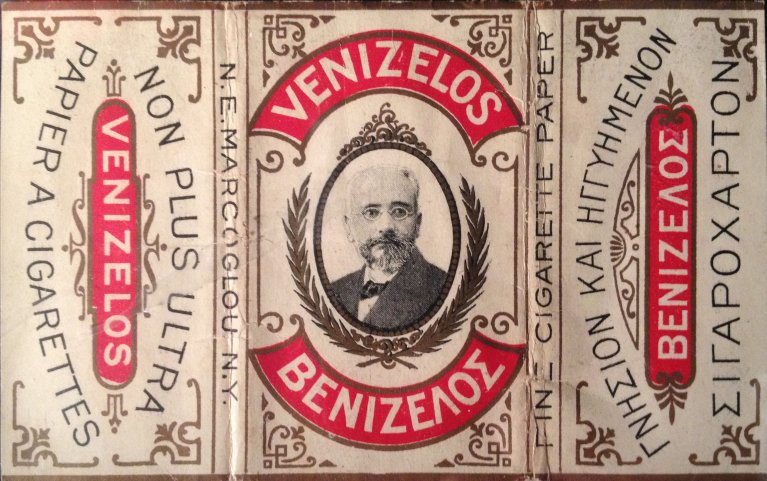 NON PLUS ULTRA
VENIZELOS
PAPIER A CIGARETTES
N.E. MARCOGLOU N.Y.
VENIZELOS
ΒΕΝΙΖΕΛΟΣ
FINE CIGARETTE PAPER
ΓΝΗΣΙΟΝ ΚΑΙ ΗΓΓΥΗΜΕΝΟΝ
ΒΕΝΙΖΕΛΟΣ
ΣΙΓΑΡΟΧΑΡΤΟΝ